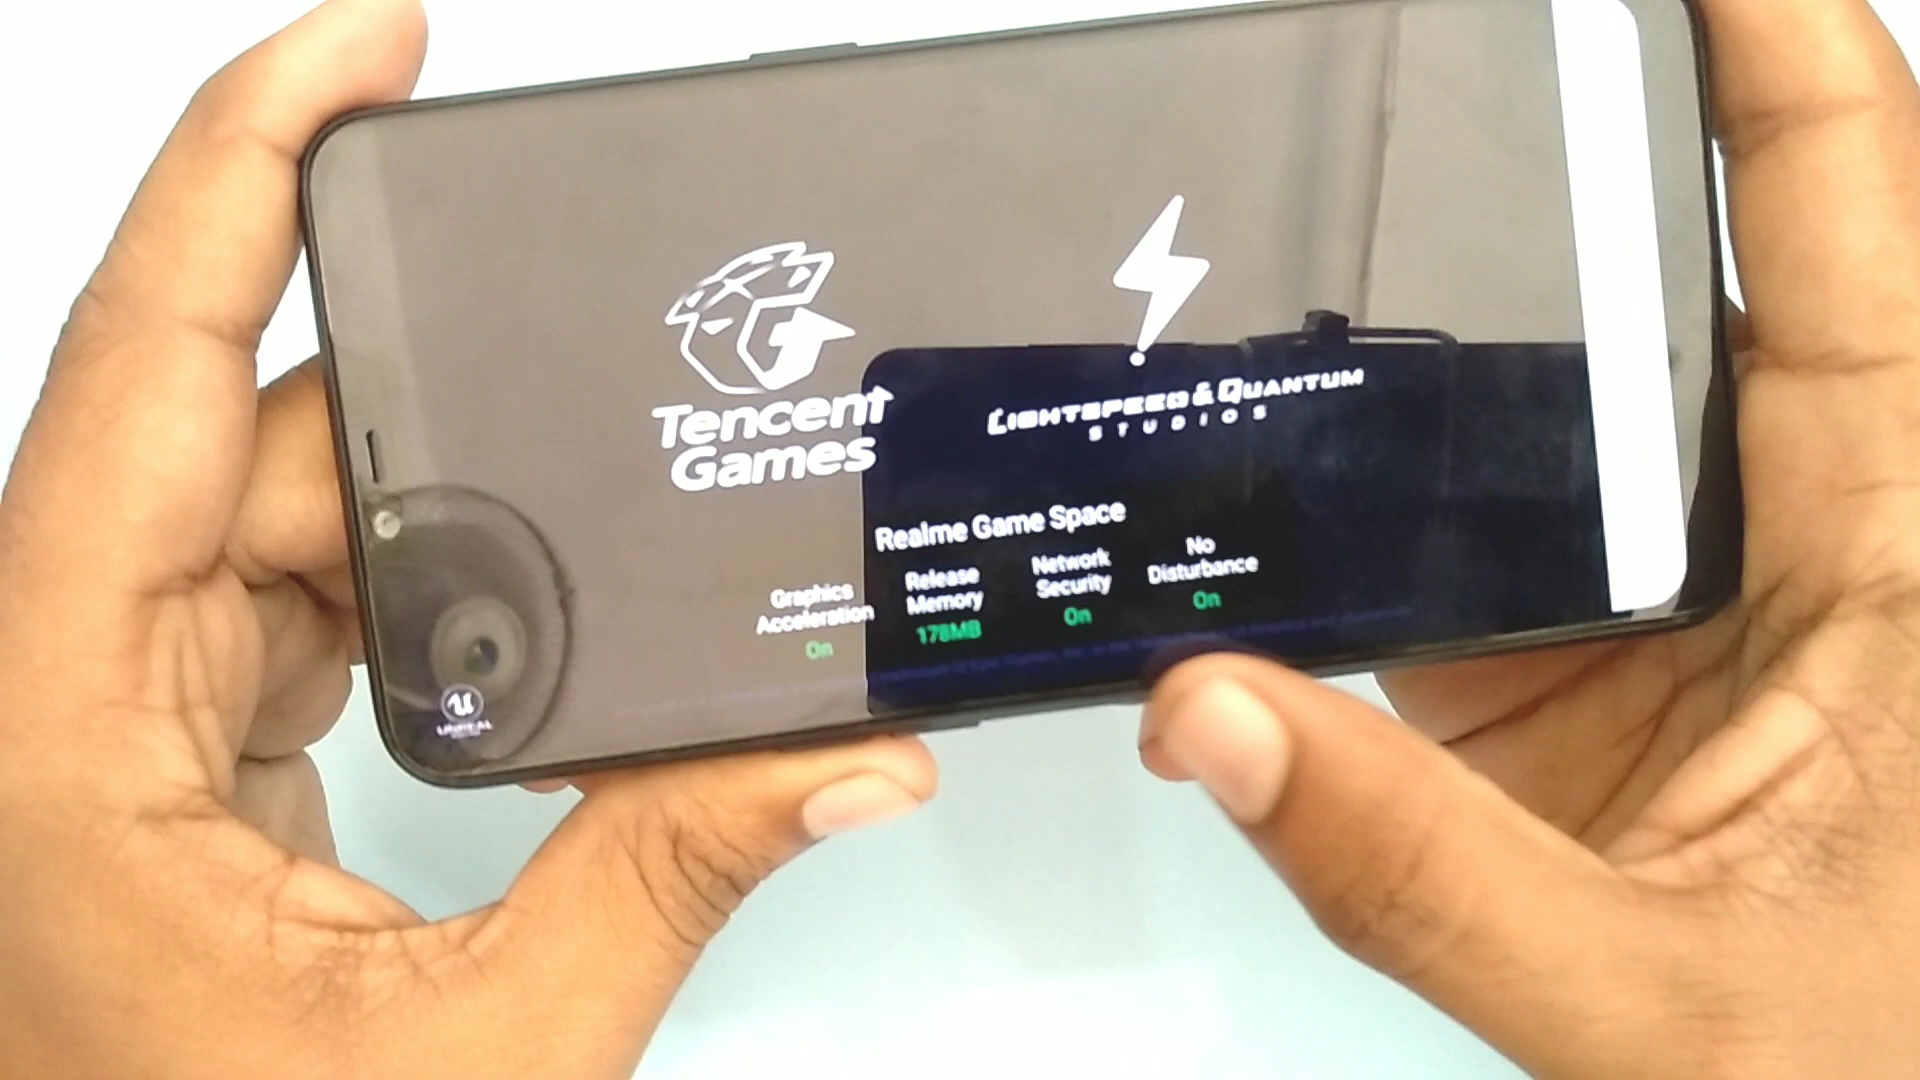 Tencent
Games
LIGHTSPEED & QUANTUM
STUDIOS
Realme Game Space
Graphics
Acceleration
On
Release
Memory
178MB
Network
Security
On
No
Disturbance
On
UNREAL